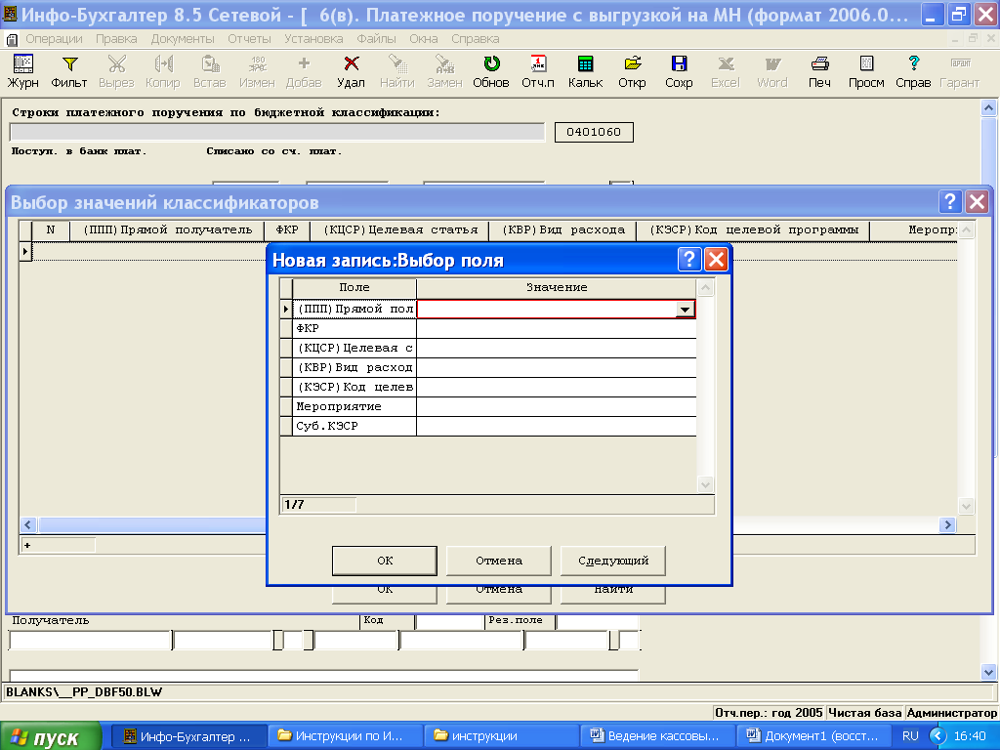 Инфо-Бухгалтер 8.5 Сетевой - [ 6(в). Платежное поручение с выгрузкой на МН (формат 2006.0...
Операции Правка Документы Отчеты Установка Файлы Окна Справка
Журн Фильт Вырез Копир Встав Измен Добав Удал Найти Замен Обнов Отч.п Кальк Откр Сохр Excel Word Печ Просм Справ Гарант
Строки платежного поручения по бюджетной классификации:
0401060
Поступ. в банк плат. Списано со сч. плат.
Выбор значений классификаторов
N (ППП)Прямой получатель ФКР (КЦСР)Целевая статья (КВР)Вид расхода (КЭСР)Код целевой программы Меропр:
Новая запись:Выбор поля
Поле Значение
(ППП)Прямой пол
ФКР
(КЦСР)Целевая с
(КВР)Вид расход
(КЭСР)Код целев
Мероприятие
Суб.КЭСР
1/7
+
ОК Отмена Следующий
ОК Отмена Найти
Получатель Код Рез.поле
BLANKS\__PP_DBF50.BLW
Отч.пер.: год 2005 Чистая база Администратор
пуск Инфо-Бухгалтер ... Инструкции по И... инструкции Ведение кассовы... Документ1 (восст... RU 16:40